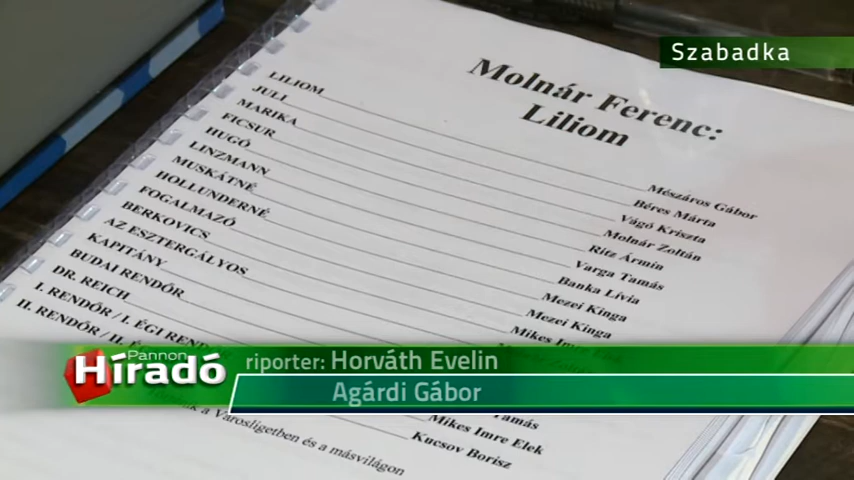 Szabadka
Molnár Ferenc:
Liliom
LILIOM Mészáros Gábor
JULI Béres Márta
MARIKA Vágó Kriszta
FICSUR Molnár Zoltán
HUGÓ Ritz Ármin
LINZMANN Varga Tamás
MUSKÁTNÉ Banka Lívia
HOLLUNDERNÉ Mezei Kinga
FOGALMAZÓ Mezei Kinga
BERKOVICS Mikes
AZ ESZTERGÁLYOS
KAPITÁNY
BUDAI RENDŐR
DR. REICH
I. RENDŐR / I. ÉGI
II. RENDŐR / II.
Tamás
Mikes Imre Elek
Kucsov Borisz
a Városligetben és a másvilágon
Pannon
Híradó
riporter: Horváth Evelin
Agárdi Gábor